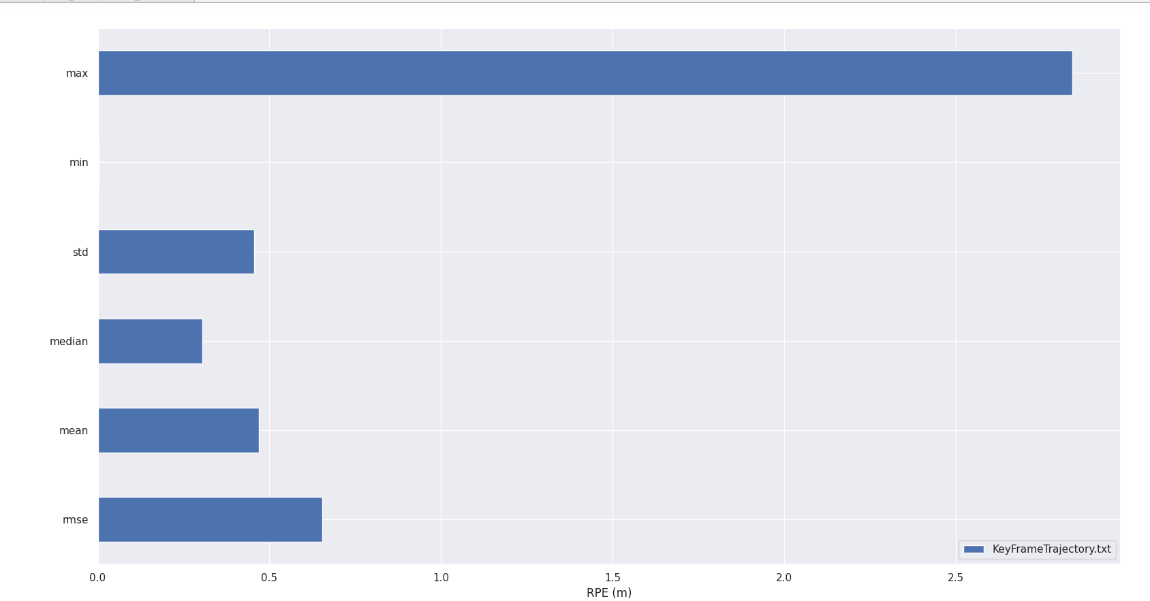 max
min
std
median
mean
rmse
KeyFrameTrajectory.txt
0.0 0.5 1.0 1.5 2.0 2.5
RPE (m)